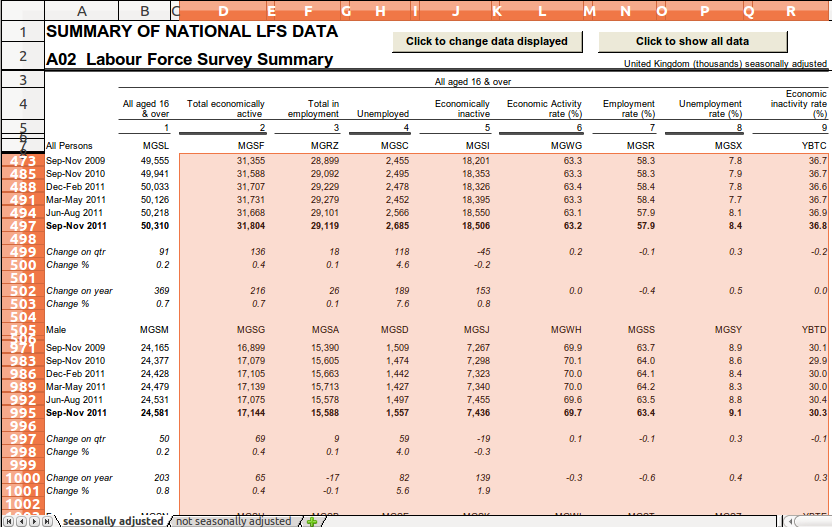 A B C D E F G H I J K L M N O P Q R
1 SUMMARY OF NATIONAL LFS DATA
Click to change data displayed Click to show all data
2 A02 Labour Force Survey Summary United Kingdom (thousands) seasonally adjusted
3 All aged 16 & over
4 All aged 16 & over Total economically active Total in employment Unemployed Economically inactive Economic Activity rate (%) Employment rate (%) Unemployment rate (%) Economic inactivity rate (%)
5 1 2 3 4 5 6 7 8 9
7 All Persons MGSL MGSF MGRZ MGSC MGSI MGWG MGSR MGSX YBTC
473 Sep-Nov 2009 49,555 31,355 28,899 2,455 18,201 63.3 58.3 7.8 36.7
485 Sep-Nov 2010 49,941 31,588 29,092 2,495 18,353 63.3 58.3 7.9 36.7
488 Dec-Feb 2011 50,033 31,707 29,229 2,478 18,326 63.4 58.4 7.8 36.6
491 Mar-May 2011 50,126 31,731 29,279 2,452 18,395 63.3 58.4 7.7 36.7
494 Jun-Aug 2011 50,218 31,668 29,101 2,566 18,550 63.1 57.9 8.1 36.9
497 Sep-Nov 2011 50,310 31,804 29,119 2,685 18,506 63.2 57.9 8.4 36.8
498
499 Change on qtr 91 136 18 118 -45 0.2 -0.1 0.3 -0.2
500 Change % 0.2 0.4 0.1 4.6 -0.2
501
502 Change on year 369 216 26 189 153 0.0 -0.4 0.5 0.0
503 Change % 0.7 0.7 0.1 7.6 0.8
504
505 Male MGSM MGSG MGSA MGSD MGSJ MGWH MGSS MGSY YBTD
971 Sep-Nov 2009 24,165 16,899 15,390 1,509 7,267 69.9 63.7 8.9 30.1
983 Sep-Nov 2010 24,377 17,079 15,605 1,474 7,298 70.1 64.0 8.6 29.9
986 Dec-Feb 2011 24,428 17,105 15,663 1,442 7,323 70.0 64.1 8.4 30.0
989 Mar-May 2011 24,479 17,139 15,713 1,427 7,340 70.0 64.2 8.3 30.0
992 Jun-Aug 2011 24,531 17,075 15,578 1,497 7,455 69.6 63.5 8.8 30.4
995 Sep-Nov 2011 24,581 17,144 15,588 1,557 7,436 69.7 63.4 9.1 30.3
996
997 Change on qtr 50 69 9 59 -19 0.1 -0.1 0.3 -0.1
998 Change % 0.2 0.4 0.1 4.0 -0.3
999
1000 Change on year 203 65 -17 82 139 -0.3 -0.6 0.4 0.3
1001 Change % 0.8 0.4 -0.1 5.6 1.9
1002
seasonally adjusted not seasonally adjusted